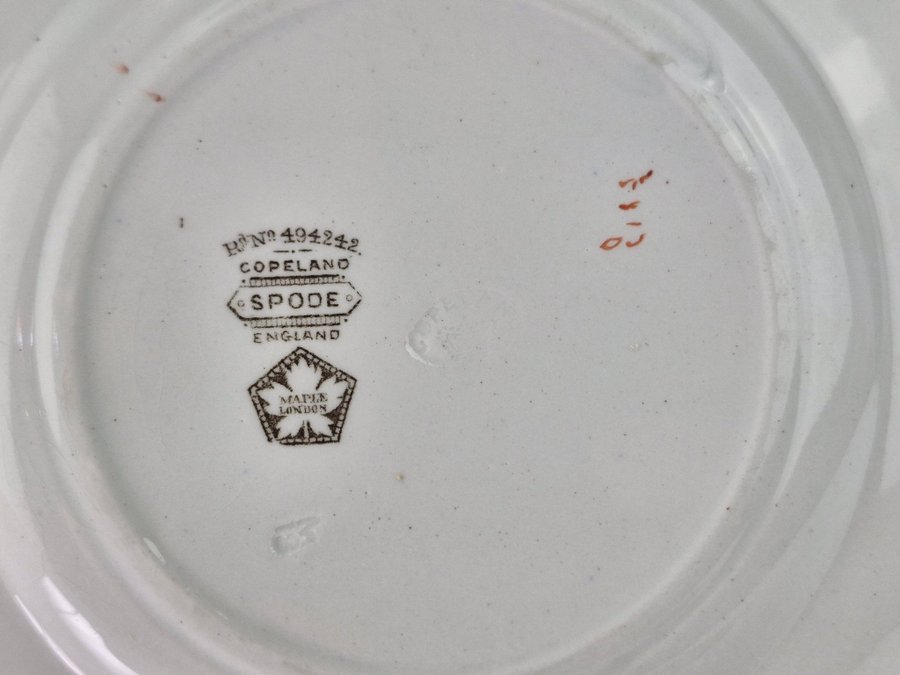 Rd No 494242.
COPELAND
SPODE
ENGLAND
MAPLE
LONDON